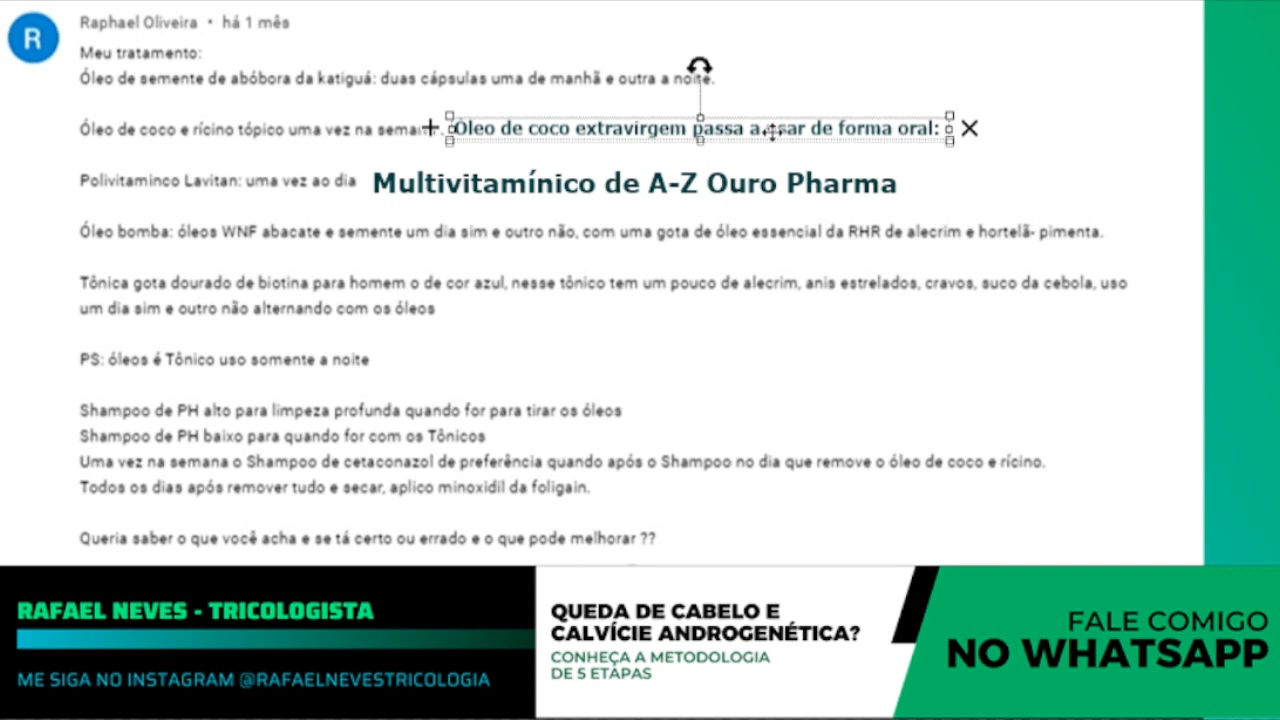 R
Raphael Oliveira • há 1 mês
Meu tratamento:
Óleo de semente de abóbora da katiguá: duas cápsulas uma de manhã e outra a noite.
Óleo de coco e rícino tópico uma vez na semana. Óleo de coco extravirgem passa a usar de forma oral:
Polivitaminco Lavitan: uma vez ao dia Multivitamínico de A-Z Ouro Pharma
Óleo bomba: óleos WNF abacate e semente um dia sim e outro não, com uma gota de óleo essencial da RHR de alecrim e hortelã- pimenta.
Tônica gota dourado de biotina para homem o de cor azul, nesse tônico tem um pouco de alecrim, anis estrelados, cravos, suco da cebola, uso
um dia sim e outro não alternando com os óleos
PS: óleos é Tônico uso somente a noite
Shampoo de PH alto para limpeza profunda quando for para tirar os óleos
Shampoo de PH baixo para quando for com os Tônicos
Uma vez na semana o Shampoo de cetaconazol de preferência quando após o Shampoo no dia que remove o óleo de coco e rícino.
Todos os dias após remover tudo e secar, aplico minoxidil da foligain.
Queria saber o que você acha e se tá certo ou errado e o que pode melhorar ??
RAFAEL NEVES - TRICOLOGISTA
ME SIGA NO INSTAGRAM @RAFAELNEVESTRICOLOGIA
QUEDA DE CABELO E
CALVÍCIE ANDROGENÉTICA?
CONHEÇA A METODOLOGIA
DE 5 ETAPAS
FALE COMIGO
NO WHATSAPP